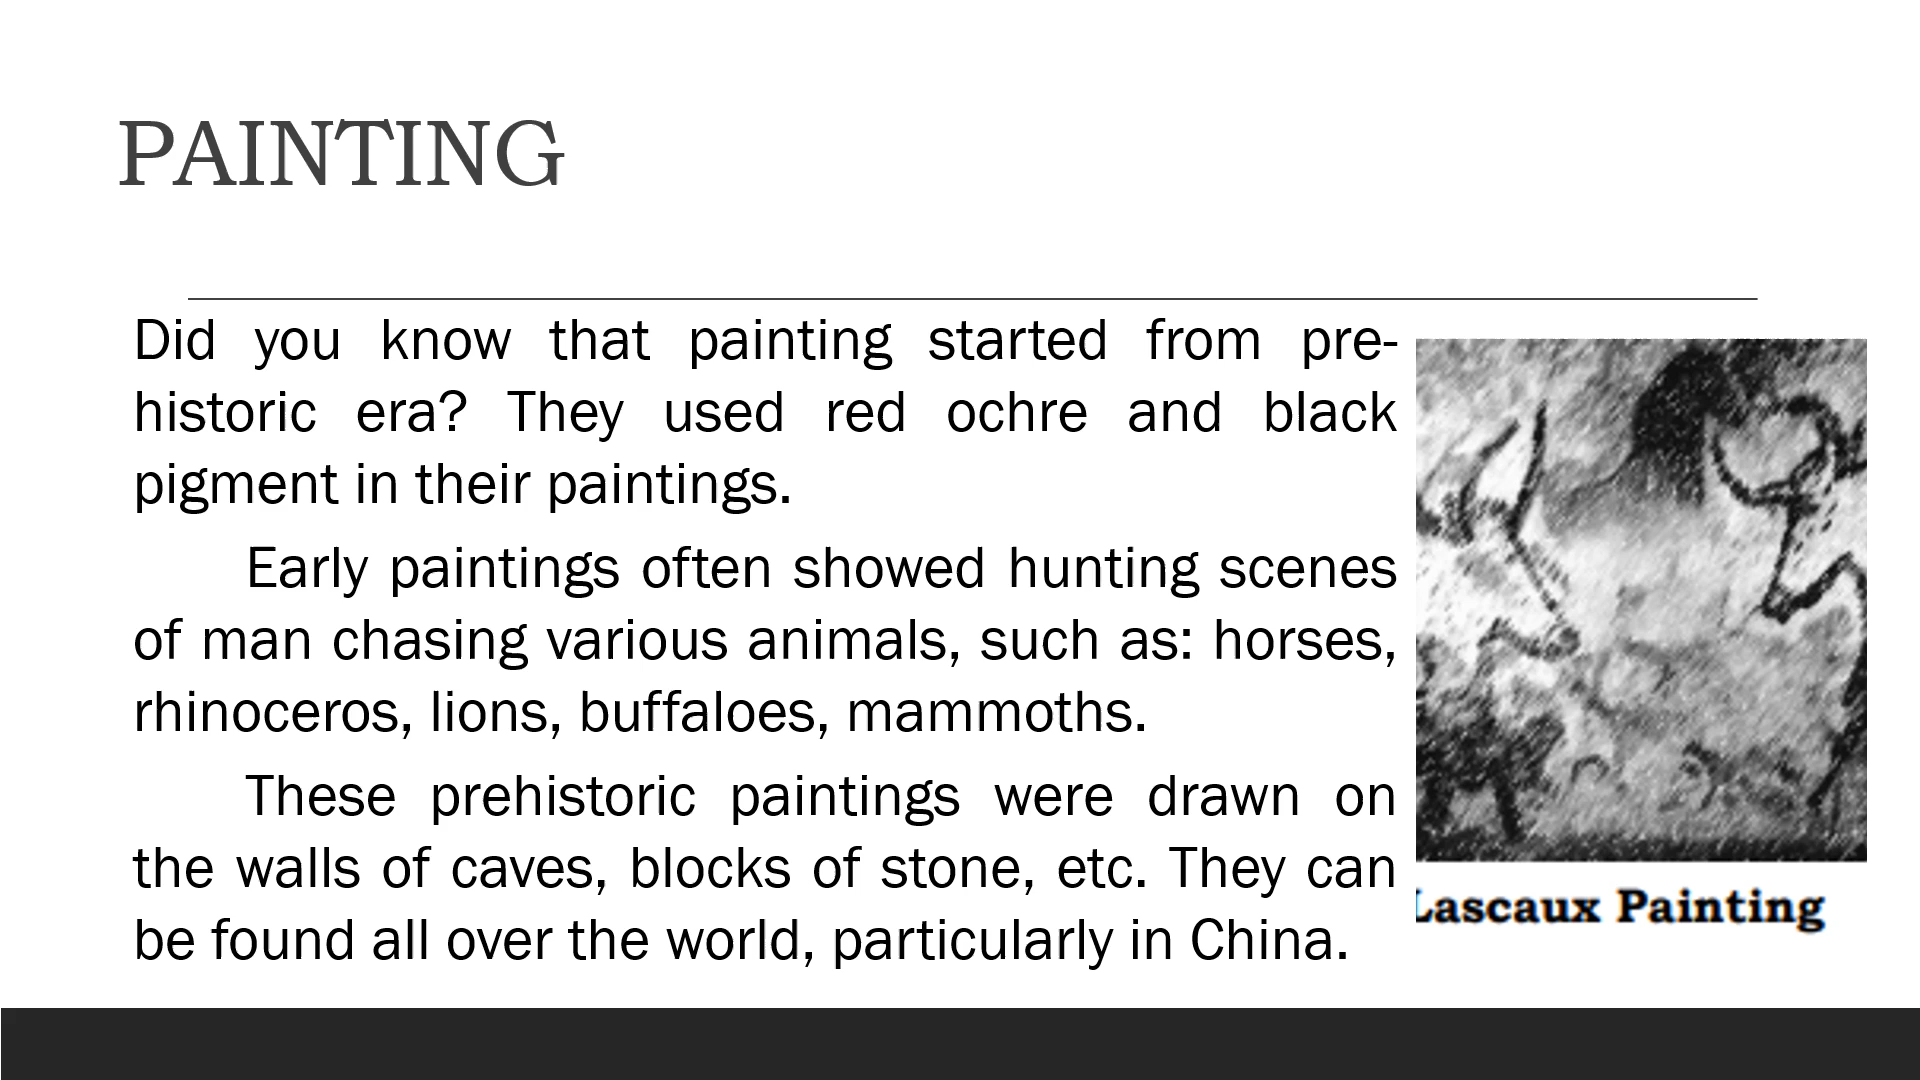 PAINTING
Did you know that painting started from pre-
historic era? They used red ochre and black
pigment in their paintings.
Early paintings often showed hunting scenes
of man chasing various animals, such as: horses,
rhinoceros, lions, buffaloes, mammoths.
These prehistoric paintings were drawn on
the walls of caves, blocks of stone, etc. They can
be found all over the world, particularly in China.
Lascaux Painting